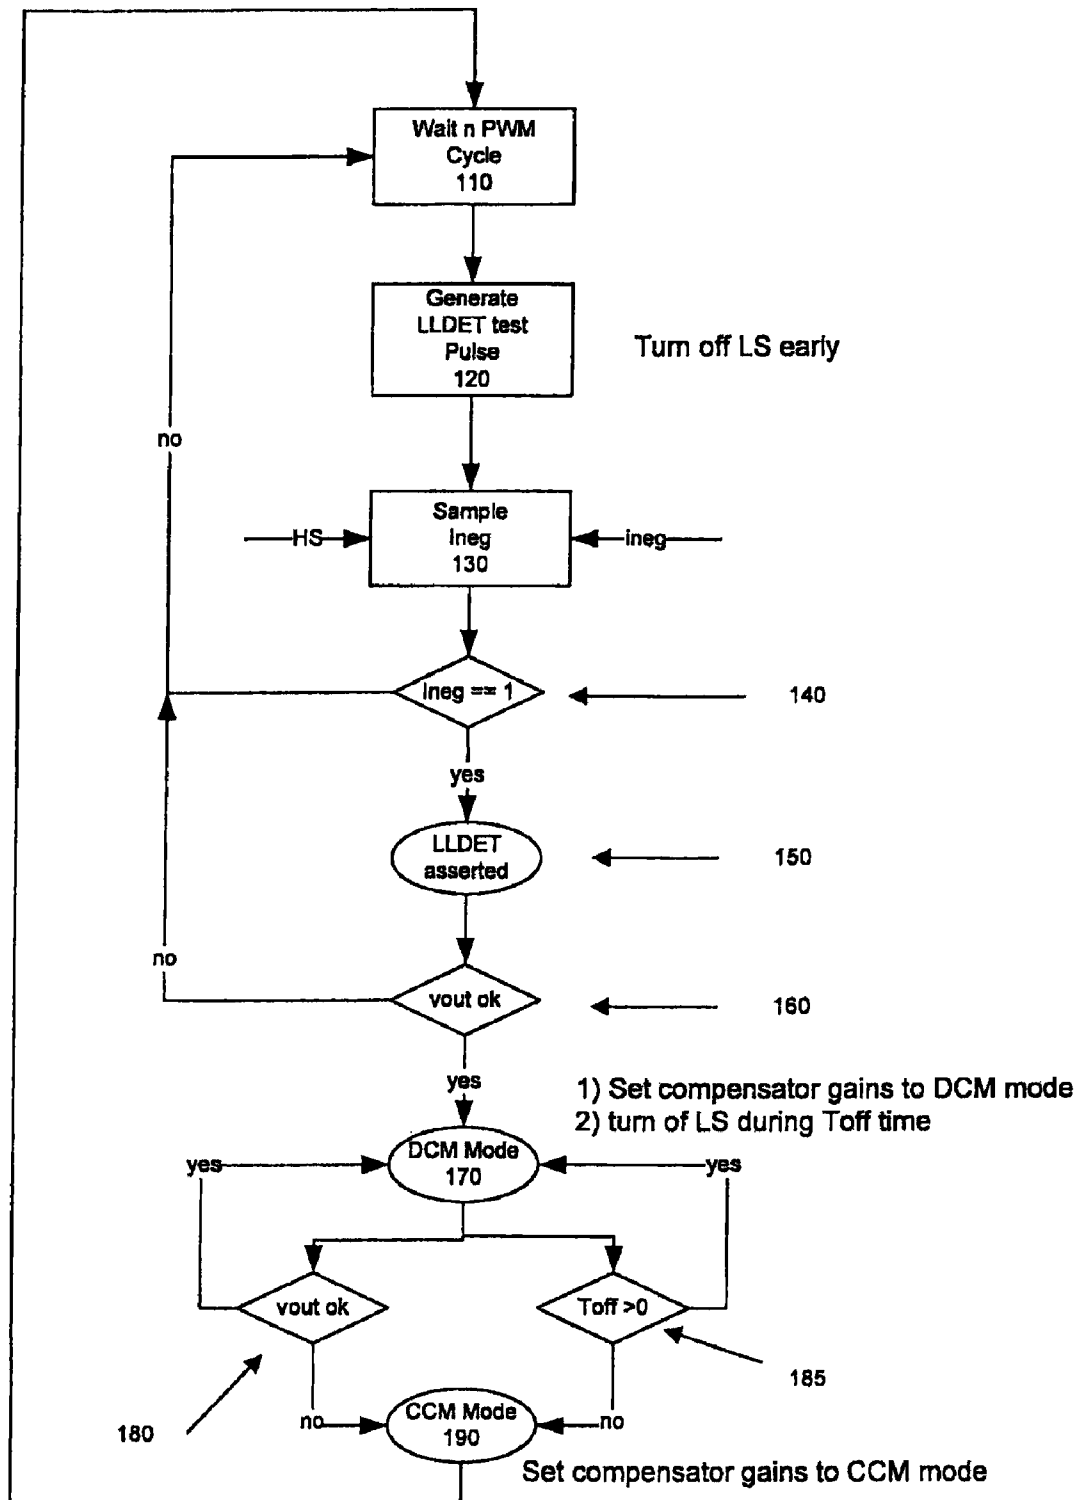 Wait n PWM
Cycle
110
Generate
LLDET test
Pulse
120
Turn off LS early
no
Sample
Ineg
130
HS
ineg
Ineg == 1
140
yes
LLDET
asserted
150
no
vout ok
160
yes
1) Set compensator gains to DCM mode
2) turn of LS during Toff time
DCM Mode
170
yes
yes
vout ok
Toff >0
185
180
no
CCM Mode
190
no
Set compensator gains to CCM mode